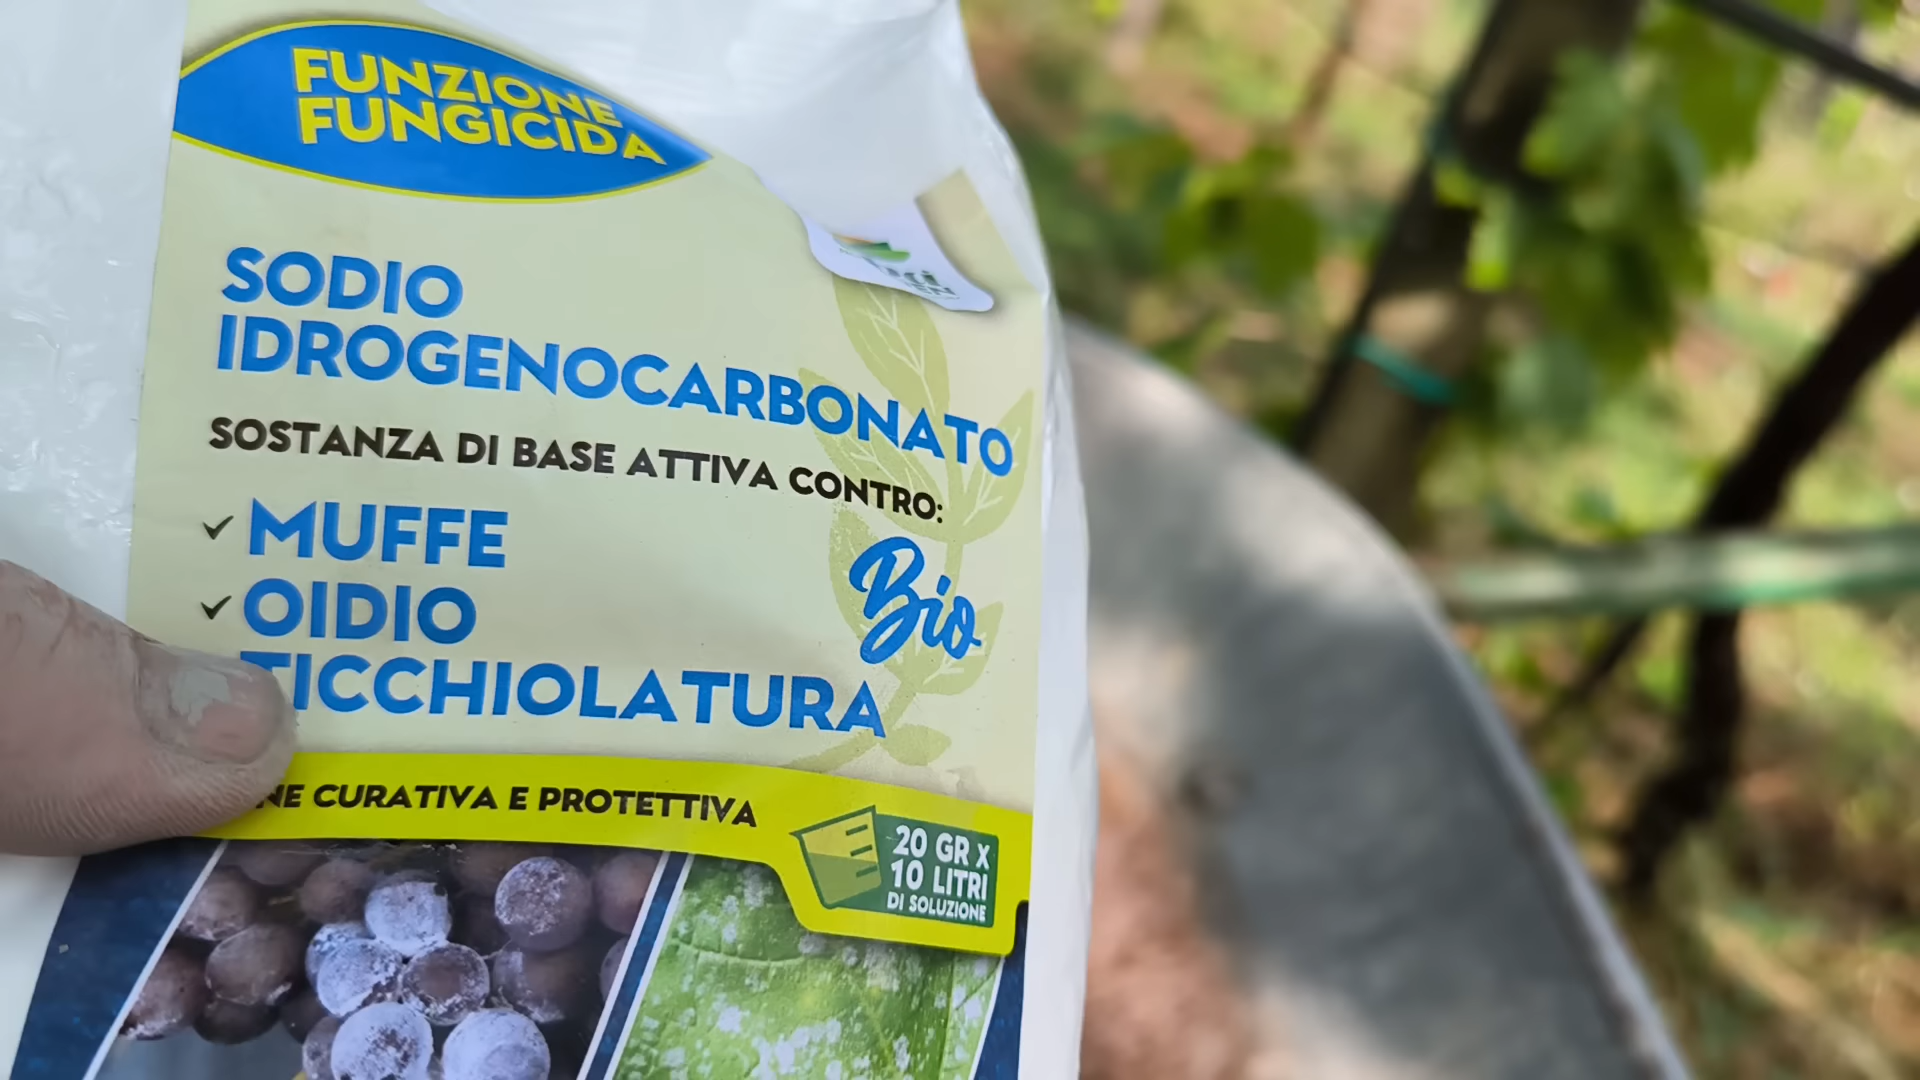 FUNZIONE
FUNGICIDA
SODIO
IDROGENOCARBONATO
SOSTANZA DI BASE ATTIVA CONTRO:
MUFFE
OIDIO
TICCHIOLATURA
Bio
CURATIVA E PROTETTIVA
20 GR X
10 LITRI
DI SOLUZIONE